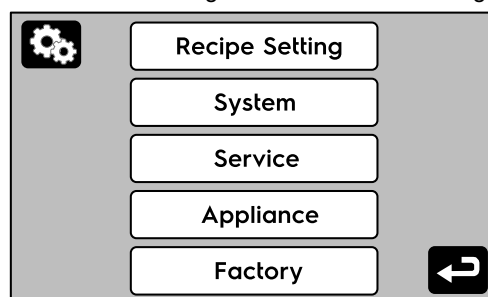 Recipe Setting
System
Service
Appliance
Factory